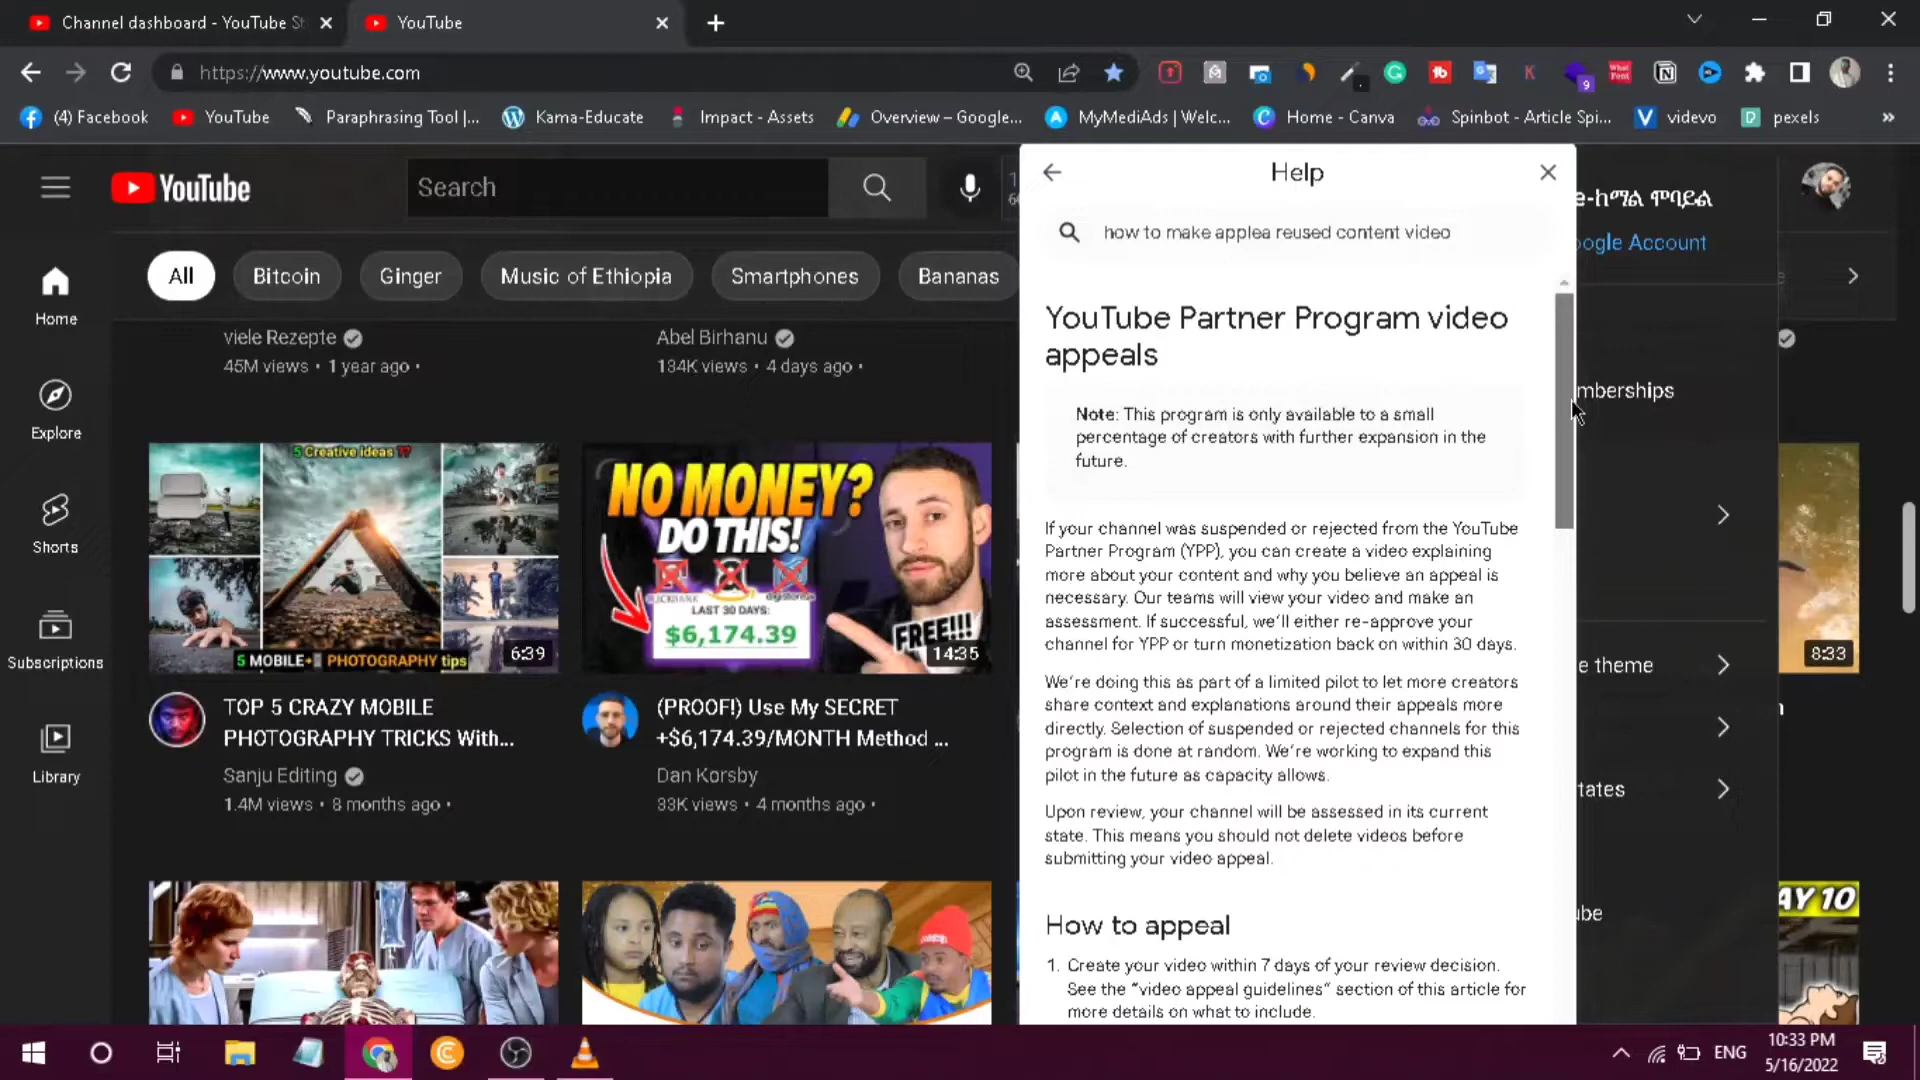 Channel dashboard - YouTube St
YouTube
https://www.youtube.com
9
(4) Facebook
YouTube
Paraphrasing Tool |...
Kama-Educate
Impact - Assets
Overview – Google...
MyMediAds | Welc...
Home - Canva
Spinbot - Article Spi...
videvo
pexels
YouTube
Search
All
Bitcoin
Ginger
Music of Ethiopia
Smartphones
Bananas
Home
Explore
Shorts
Subscriptions
Library
viele Rezepte
45M views • 1 year ago •
Abel Birhanu
134K views • 4 days ago •
5 Creative Ideas ??
5 MOBILE PHOTOGRAPHY tips
6:39
TOP 5 CRAZY MOBILE
PHOTOGRAPHY TRICKS With...
Sanju Editing
1.4M views • 8 months ago •
NO MONEY?
DO THIS!
LAST 30 DAYS:
$6,174.39
FREE!!!
14:35
(PROOF!) Use My SECRET
+$6,174.39/MONTH Method ...
Dan Korsby
33K views • 4 months ago •
Help
how to make applea reused content video
YouTube Partner Program video
appeals
Note: This program is only available to a small
percentage of creators with further expansion in the
future.
If your channel was suspended or rejected from the YouTube
Partner Program (YPP), you can create a video explaining
more about your content and why you believe an appeal is
necessary. Our teams will view your video and make an
assessment. If successful, we'll either re-approve your
channel for YPP or turn monetization back on within 30 days.
We're doing this as part of a limited pilot to let more creators
share context and explanations around their appeals more
directly. Selection of suspended or rejected channels for this
program is done at random. We're working to expand this
pilot in the future as capacity allows.
Upon review, your channel will be assessed in its current
state. This means you should not delete videos before
submitting your video appeal.
How to appeal
1. Create your video within 7 days of your review decision.
See the "video appeal guidelines" section of this article for
more details on what to include.
e-ከማል ሞባይል
oogle Account
mberships
e theme
tates
ube
8:33
AY 10
ENG
10:33 PM
5/16/2022